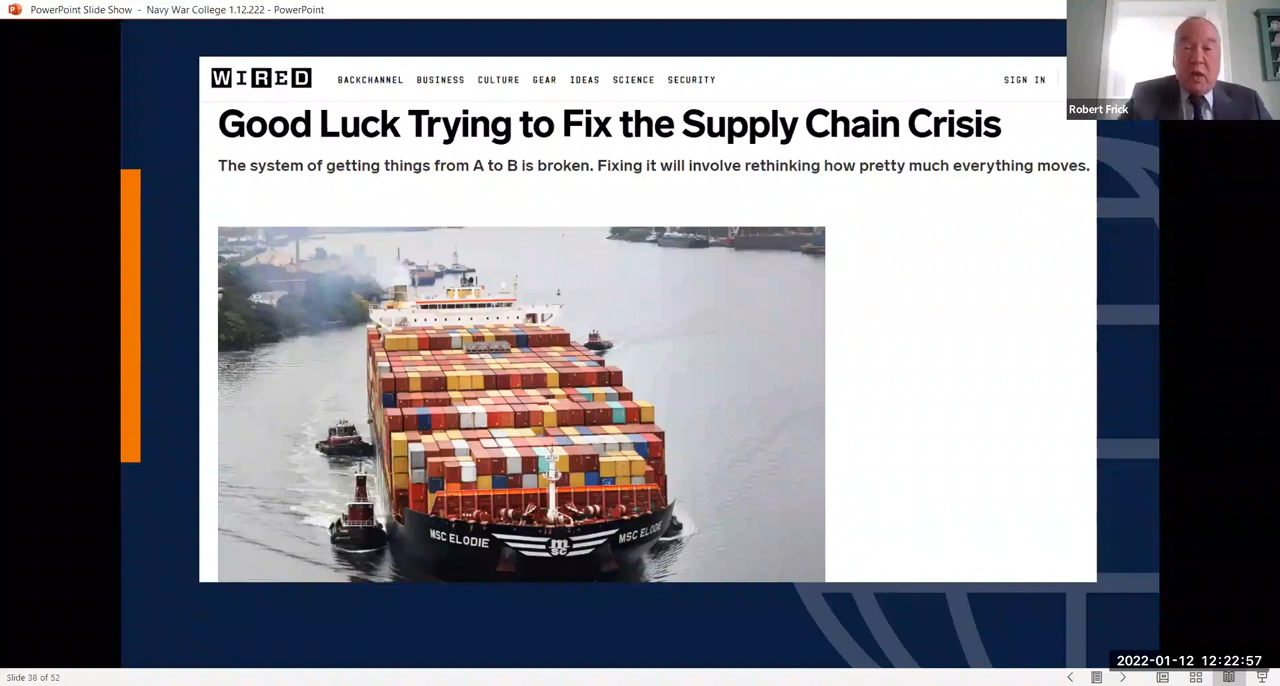 PowerPoint Slide Show - Navy War College 1.12.222 - PowerPoint
WIRED
BACKCHANNEL BUSINESS CULTURE GEAR IDEAS SCIENCE SECURITY
SIGN IN
Robert Frick
Good Luck Trying to Fix the Supply Chain Crisis
The system of getting things from A to B is broken. Fixing it will involve rethinking how pretty much everything moves.
MSC ELODIE
msc
MSC ELODIE
2022-01-12 12:22:57
Slide 38 of 52